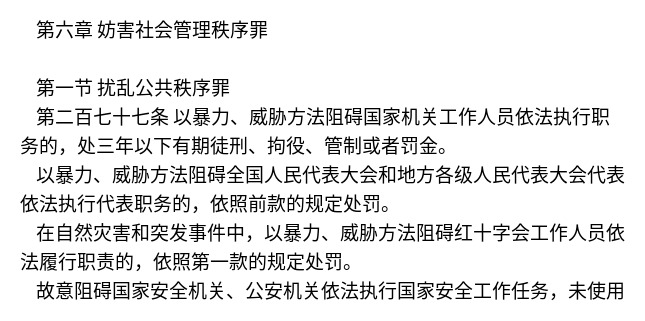 第六章 妨害社会管理秩序罪
第一节 扰乱公共秩序罪
第二百七十七条 以暴力、威胁方法阻碍国家机关工作人员依法执行职
务的，处三年以下有期徒刑、拘役、管制或者罚金。
以暴力、威胁方法阻碍全国人民代表大会和地方各级人民代表大会代表
依法执行代表职务的，依照前款的规定处罚。
在自然灾害和突发事件中，以暴力、威胁方法阻碍红十字会工作人员依
法履行职责的，依照第一款的规定处罚。
故意阻碍国家安全机关、公安机关依法执行国家安全工作任务，未使用